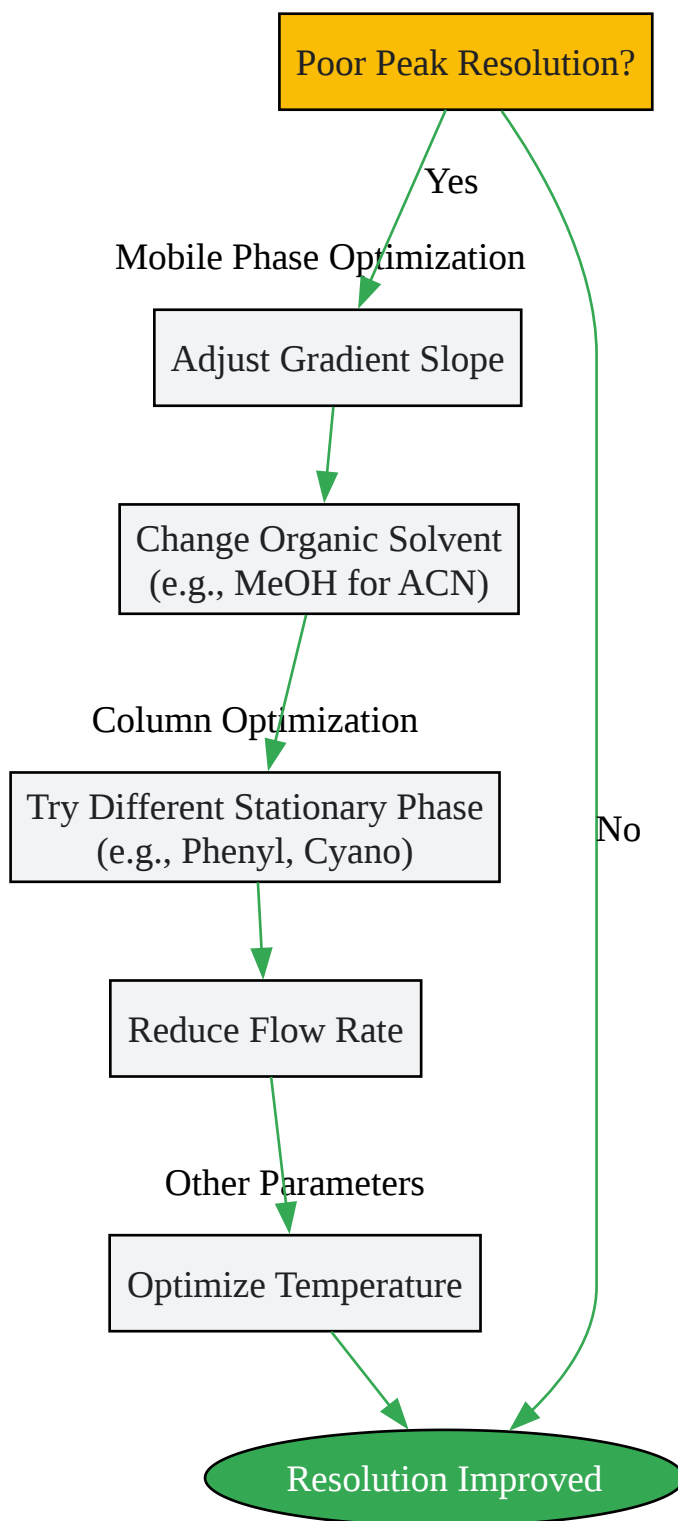 Poor Peak Resolution?
Yes
Mobile Phase Optimization
Adjust Gradient Slope
Change Organic Solvent
(e.g., MeOH for ACN)
Column Optimization
Try Different Stationary Phase
(e.g., Phenyl, Cyano)
No
Reduce Flow Rate
Other Parameters
Optimize Temperature
Resolution Improved